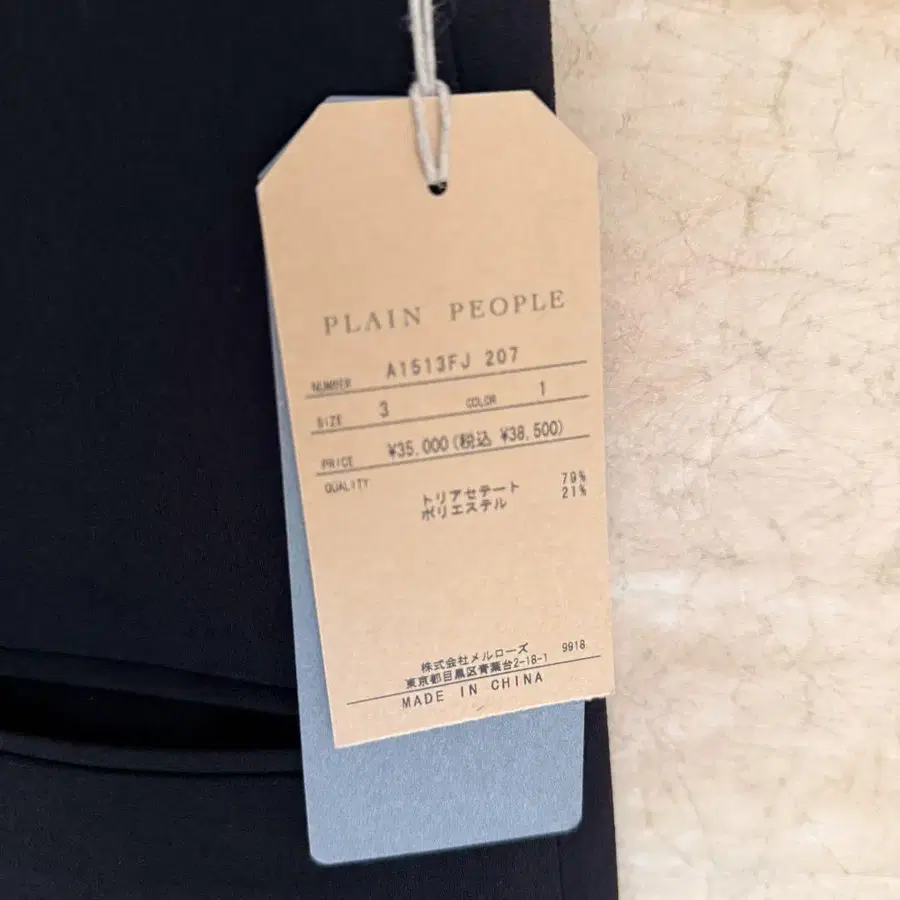 PLAIN PEOPLE
NUMBER A1513FJ 207
SIZE 3 COLOR 1
PRICE ¥35,000(税込 ¥38,500)
QUALITY
トリアセテート 79%
ポリエステル 21%
株式会社メルローズ 9918
東京都目黒区青葉台2-18-1
MADE IN CHINA